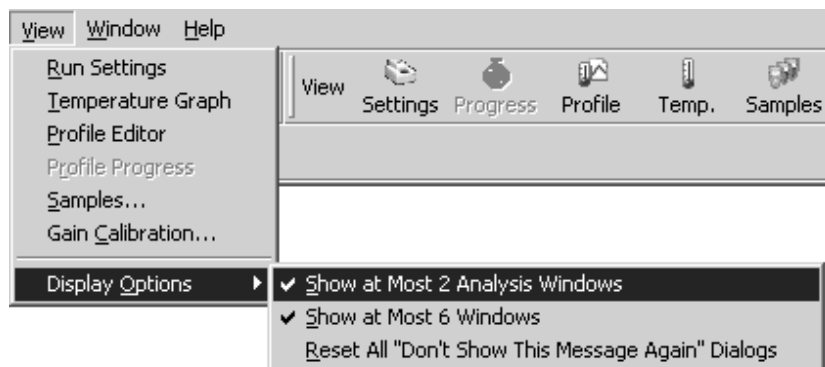 View Window Help
Run Settings
Temperature Graph
Profile Editor
Profile Progress
Samples...
Gain Calibration...
Display Options
View Settings Progress Profile Temp. Samples
Show at Most 2 Analysis Windows
Show at Most 6 Windows
Reset All "Don't Show This Message Again" Dialogs